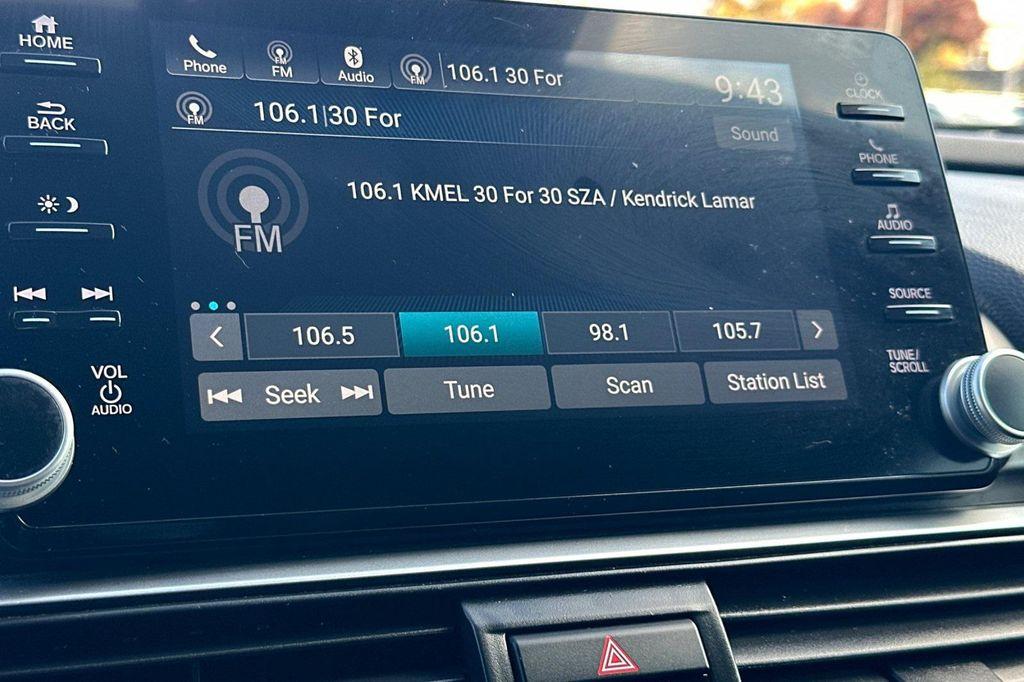 HOME
BACK
VOL
AUDIO
Phone
FM
Audio
FM
106.1 30 For
9:43
FM
106.1|30 For
Sound
FM
106.1 KMEL 30 For 30 SZA / Kendrick Lamar
106.5
106.1
98.1
105.7
Seek
Tune
Scan
Station List
CLOCK
PHONE
AUDIO
SOURCE
TUNE/
SCROLL